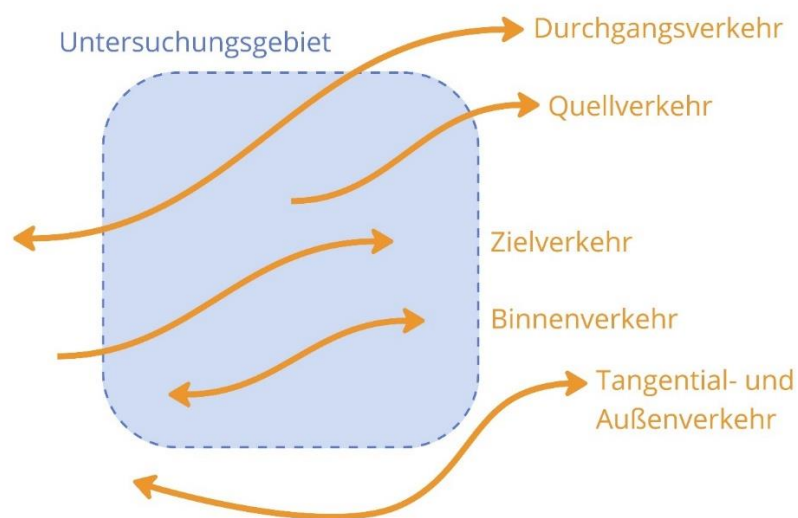 Untersuchungsgebiet
Durchgangsverkehr
Quellverkehr
Zielverkehr
Binnenverkehr
Tangential- und
Außenverkehr